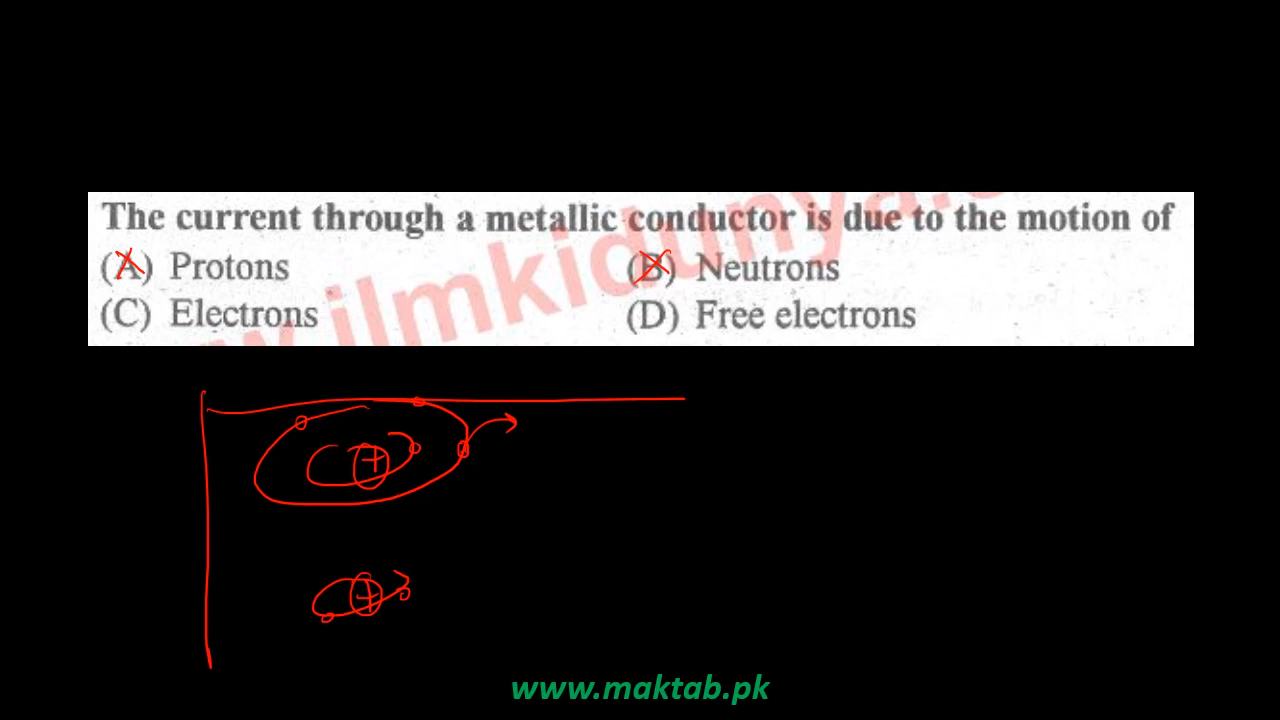 The current through a metallic conductor is due to the motion of
(A) Protons (B) Neutrons
(C) Electrons (D) Free electrons
+
+
www.maktab.pk